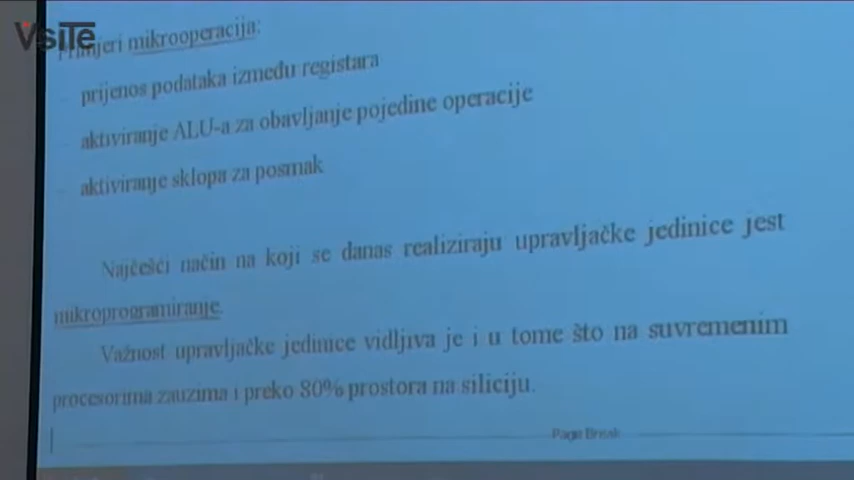 VsiTe
Primjeri mikrooperacija:
- prijenos podataka između registara
- aktiviranje ALU-a za obavljanje pojedine operacije
- aktiviranje sklopa za posmak
Najčešći način na koji se danas realiziraju upravljačke jedinice jest
mikroprogramiranje.
Važnost upravljačke jedinice vidljiva je i u tome što na suvremenim
procesorima zauzima i preko 80% prostora na siliciju.
Page Break